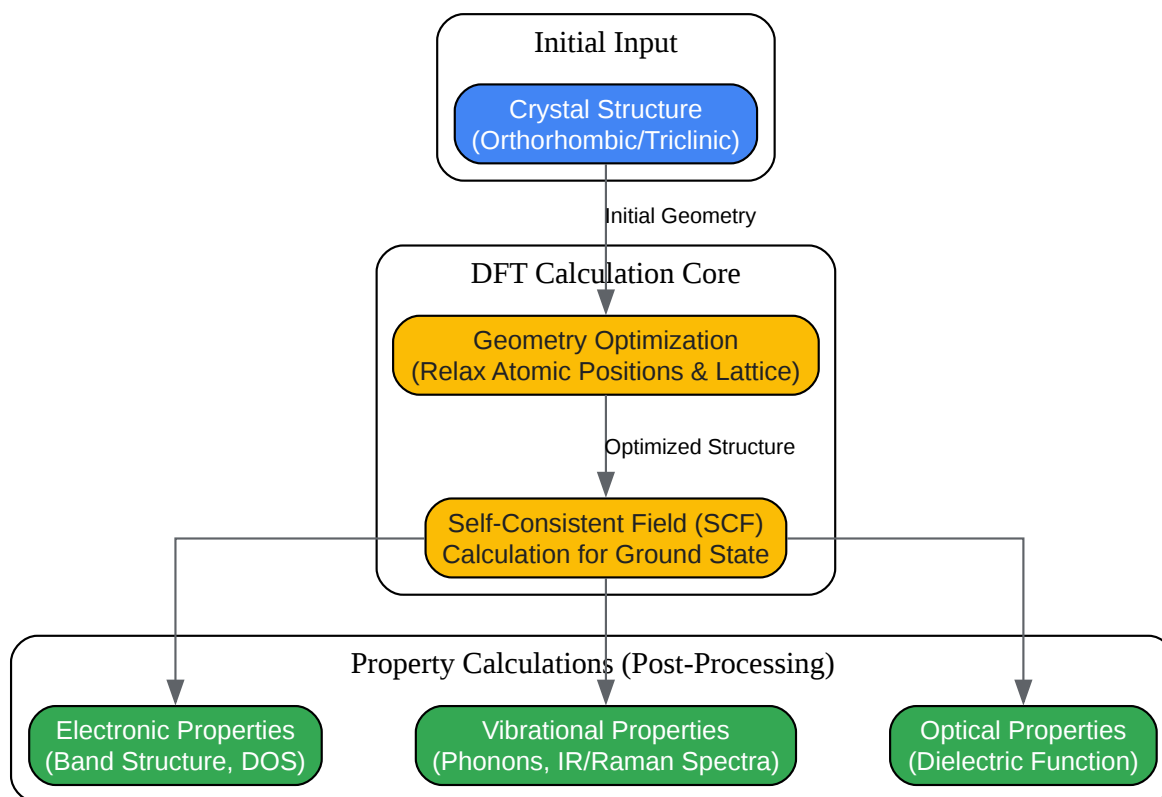 Initial Input
Crystal Structure
(Orthorhombic/Triclinic)
Initial Geometry
DFT Calculation Core
Geometry Optimization
(Relax Atomic Positions & Lattice)
Optimized Structure
Self-Consistent Field (SCF)
Calculation for Ground State
Property Calculations (Post-Processing)
Electronic Properties
(Band Structure, DOS)
Vibrational Properties
(Phonons, IR/Raman Spectra)
Optical Properties
(Dielectric Function)